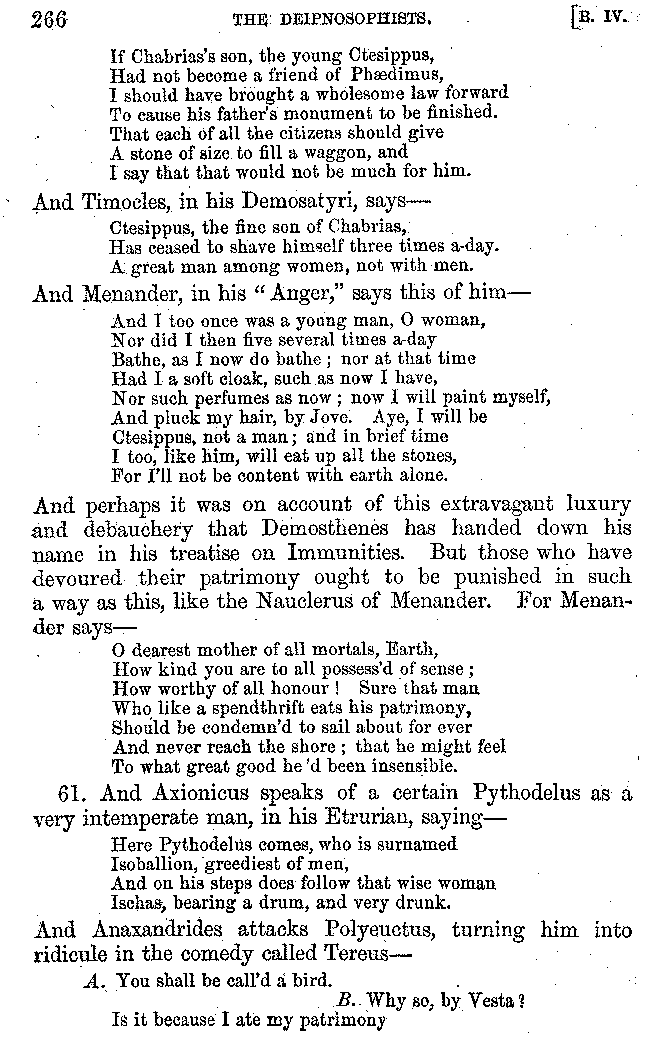 266 THE DEIPNOSOPHISTS. [B. IV.
If Chabrias's son, the young Ctesippus,
Had not become a friend of Phædimus,
I should have brought a wholesome law forward
To cause his father's monument to be finished.
That each of all the citizens should give
A stone of size to fill a waggon, and
I say that that would not be much for him.
And Timocles, in his Demosatyri, says—
Ctesippus, the fine son of Chabrias,
Has ceased to shave himself three times a-day.
A great man among women, not with men.
And Menander, in his "Anger," says this of him—
And I too once was a young man, O woman,
Nor did I then five several times a-day
Bathe, as I now do bathe; nor at that time
Had I a soft cloak, such as now I have,
Nor such perfumes as now; now I will paint myself,
And pluck my hair, by Jove. Aye, I will be
Ctesippus, not a man; and in brief time
I too, like him, will eat up all the stones,
For I'll not be content with earth alone.
And perhaps it was on account of this extravagant luxury
and debauchery that Demosthenes has handed down his
name in his treatise on Immunities. But those who have
devoured their patrimony ought to be punished in such
a way as this, like the Nauclerus of Menander. For Menan-
der says—
O dearest mother of all mortals, Earth,
How kind you are to all possess'd of sense;
How worthy of all honour! Sure that man
Who like a spendthrift eats his patrimony,
Should be condemn'd to sail about for ever
And never reach the shore; that he might feel
To what great good he'd been insensible.
61. And Axionicus speaks of a certain Pythodelus as a
very intemperate man, in his Etrurian, saying—
Here Pythodelus comes, who is surnamed
Isoballion, greediest of men,
And on his steps does follow that wise woman
Ischas, bearing a drum, and very drunk.
And Anaxandrides attacks Polyeuctus, turning him into
ridicule in the comedy called Tereus—
A. You shall be call'd a bird.
B. Why so, by Vesta?
Is it because I ate my patrimony